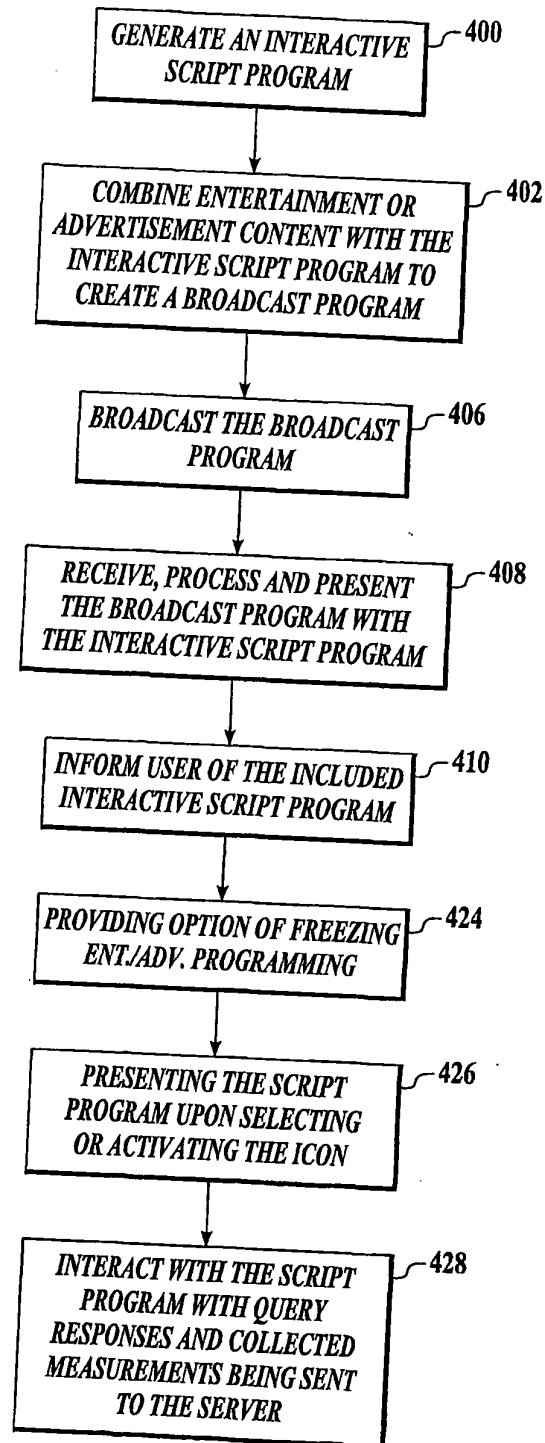 GENERATE AN INTERACTIVE
SCRIPT PROGRAM
400
COMBINE ENTERTAINMENT OR
ADVERTISEMENT CONTENT WITH THE
INTERACTIVE SCRIPT PROGRAM TO
CREATE A BROADCAST PROGRAM
402
BROADCAST THE BROADCAST
PROGRAM
406
RECEIVE, PROCESS AND PRESENT
THE BROADCAST PROGRAM WITH
THE INTERACTIVE SCRIPT PROGRAM
408
INFORM USER OF THE INCLUDED
INTERACTIVE SCRIPT PROGRAM
410
PROVIDING OPTION OF FREEZING
ENT./ADV. PROGRAMMING
424
PRESENTING THE SCRIPT
PROGRAM UPON SELECTING
OR ACTIVATING THE ICON
426
INTERACT WITH THE SCRIPT
PROGRAM WITH QUERY
RESPONSES AND COLLECTED
MEASUREMENTS BEING SENT
TO THE SERVER
428